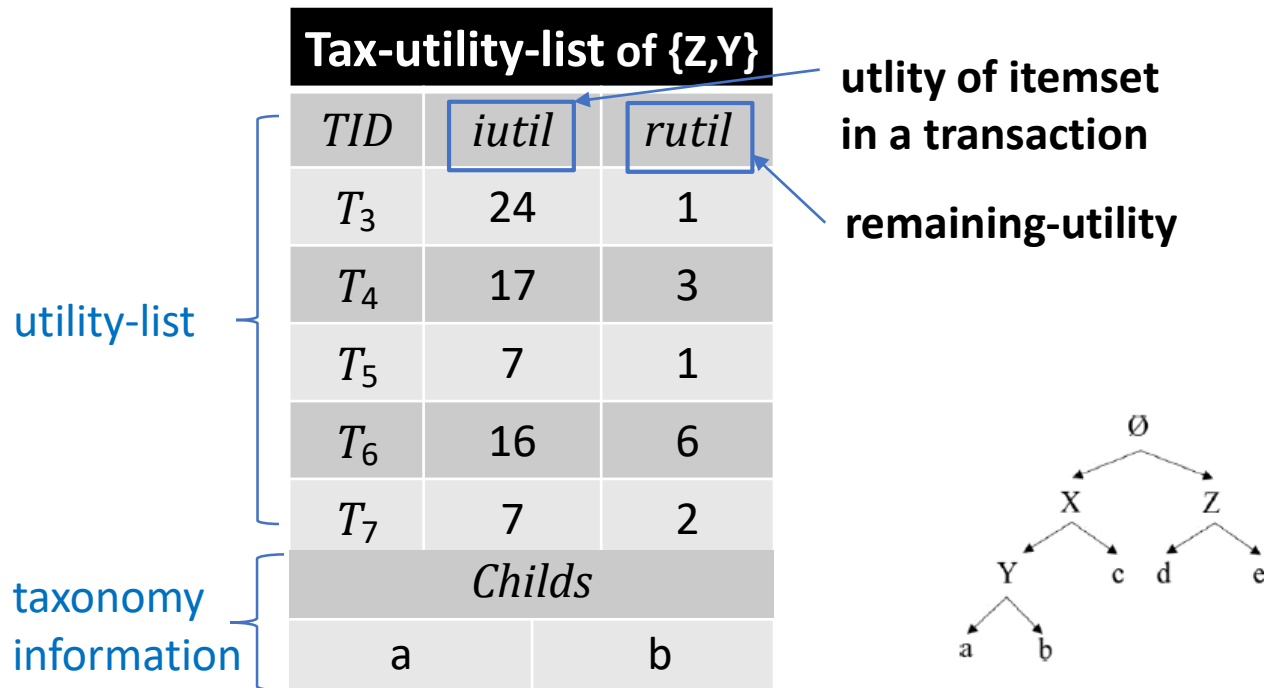 Tax-utility-list of {Z,Y}
utlity of itemset
in a transaction
TID iutil rutil
T3 24 1
remaining-utility
T4 17 3
utility-list
T5 7 1
T6 16 6
T7 7 2
Childs
taxonomy
information
a b
Ø
X Z
Y c d e
a b